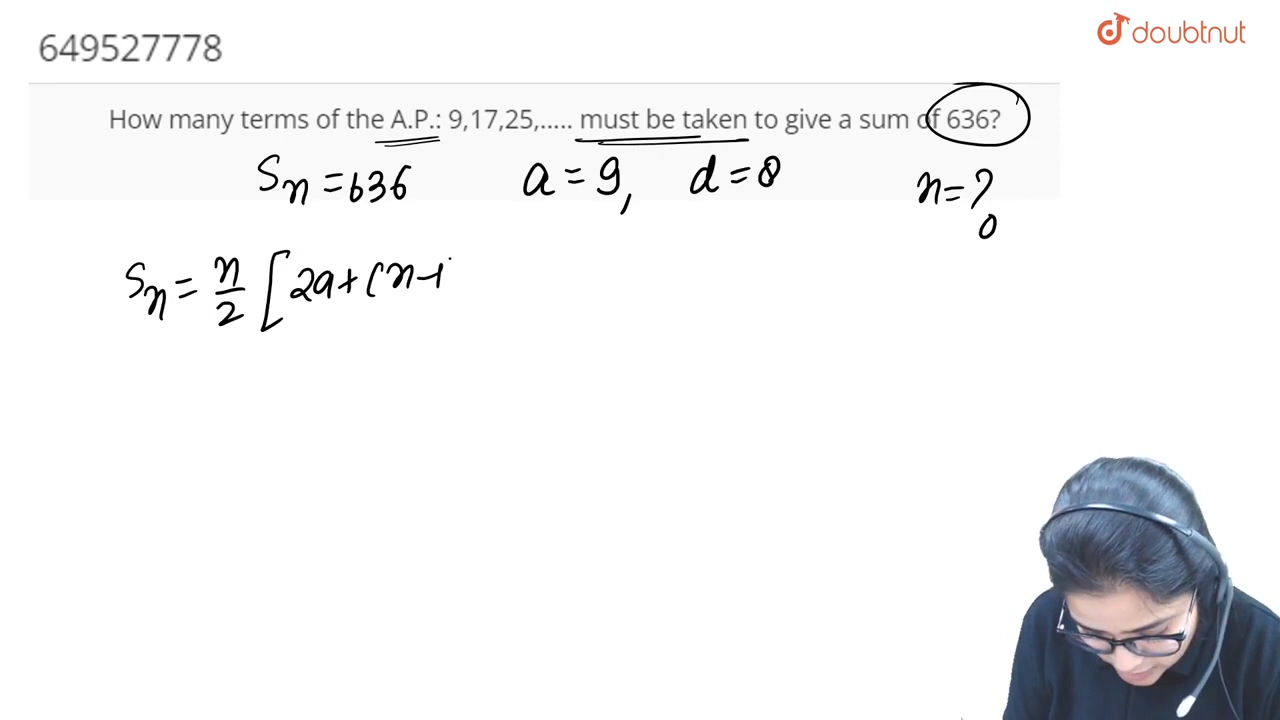 649527778
doubtnut
How many terms of the A.P.: 9,17,25,..... must be taken to give a sum of 636?
Sn = 636 a = 9, d = 8 n = ?
Sn = n/2 [2a + (n-1